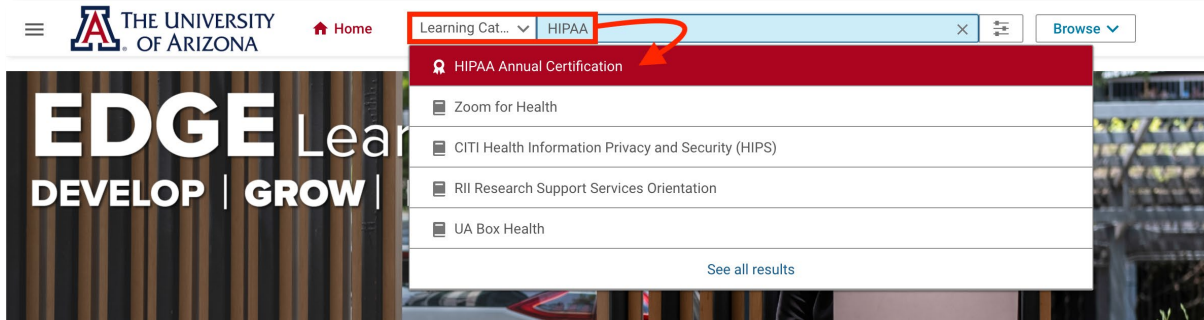 THE UNIVERSITY
OF ARIZONA
Home
Learning Cat...
HIPAA
Browse
HIPAA Annual Certification
Zoom for Health
CITI Health Information Privacy and Security (HIPS)
RII Research Support Services Orientation
UA Box Health
See all results
EDGE Lear
DEVELOP | GROW |